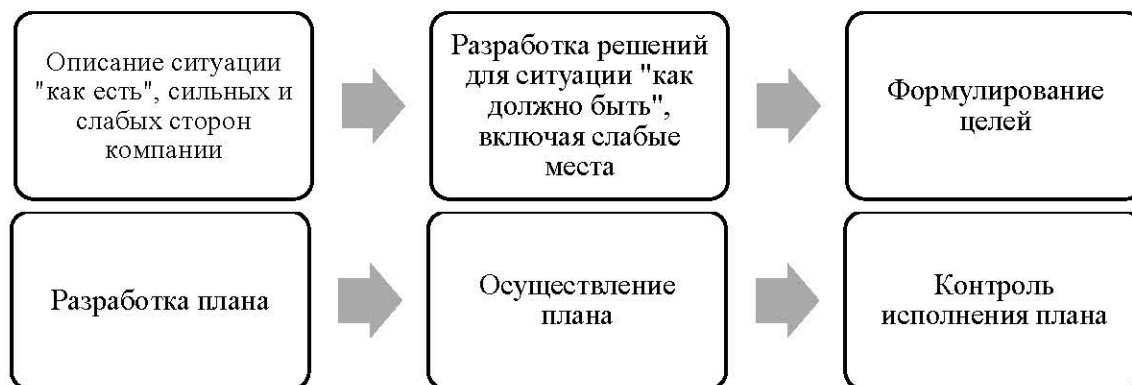 Описание ситуации
"как есть", сильных и
слабых сторон
компании
Разработка решений
для ситуации "как
должно быть",
включая слабые
места
Формулирование
целей
Разработка плана
Осуществление
плана
Контроль
исполнения плана